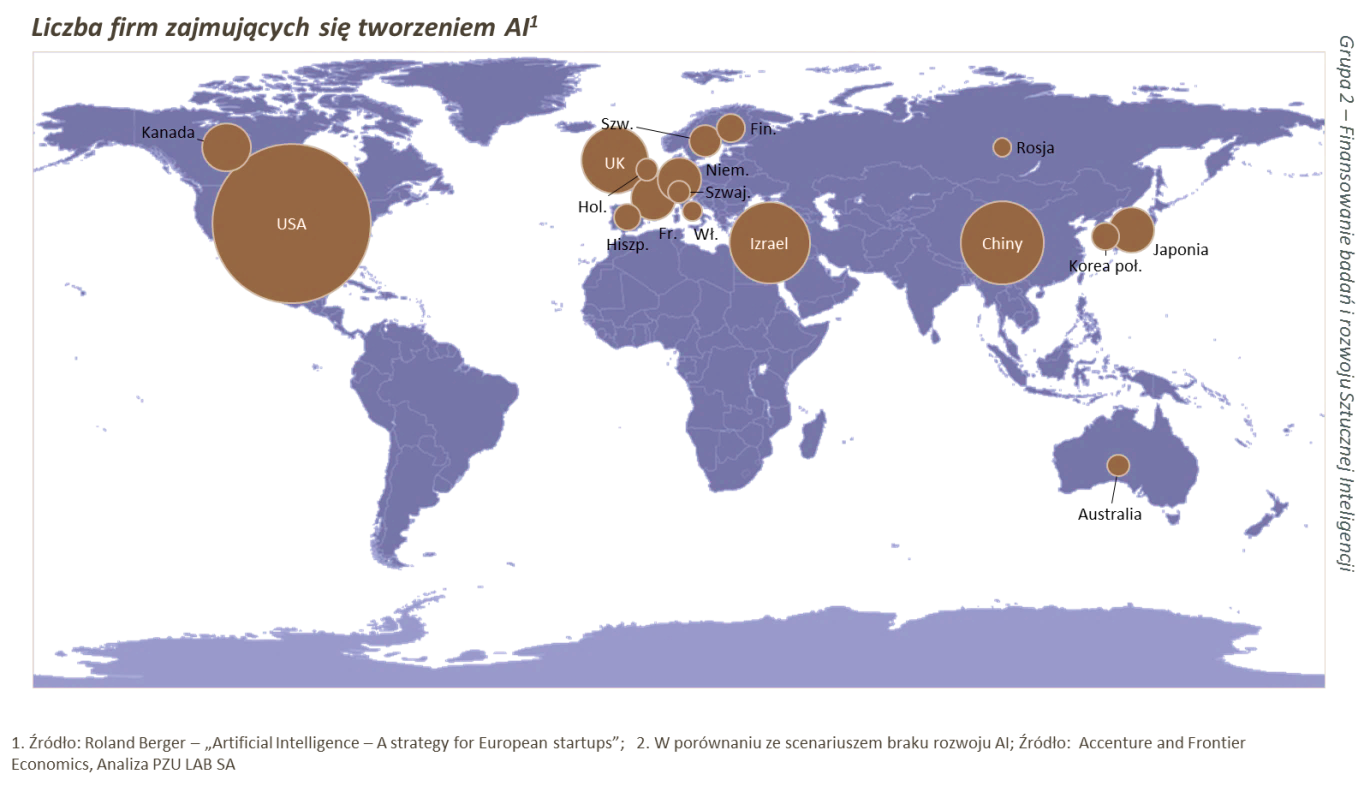 Liczba firm zajmujących się tworzeniem AI¹
Grupa 2 – Finansowanie badań i rozwoju Sztucznej Inteligencji
Kanada
Szw.
Fin.
Rosja
UK
Niem.
Szwaj.
Hol.
USA
Fr.
Wł.
Hiszp.
Izrael
Chiny
Japonia
Korea poł.
Australia
1. Źródło: Roland Berger – „Artificial Intelligence – A strategy for European startups”; 2. W porównaniu ze scenariuszem braku rozwoju AI; Źródło: Accenture and Frontier
Economics, Analiza PZU LAB SA